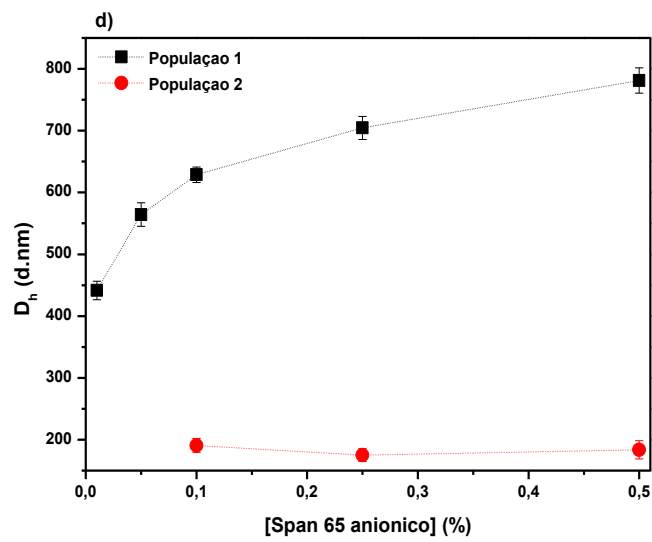 d)
Populaçao 1
Populaçao 2
800
700
600
500
400
300
200
D_h (d.nm)
0,0 0,1 0,2 0,3 0,4 0,5
[Span 65 anionico] (%)